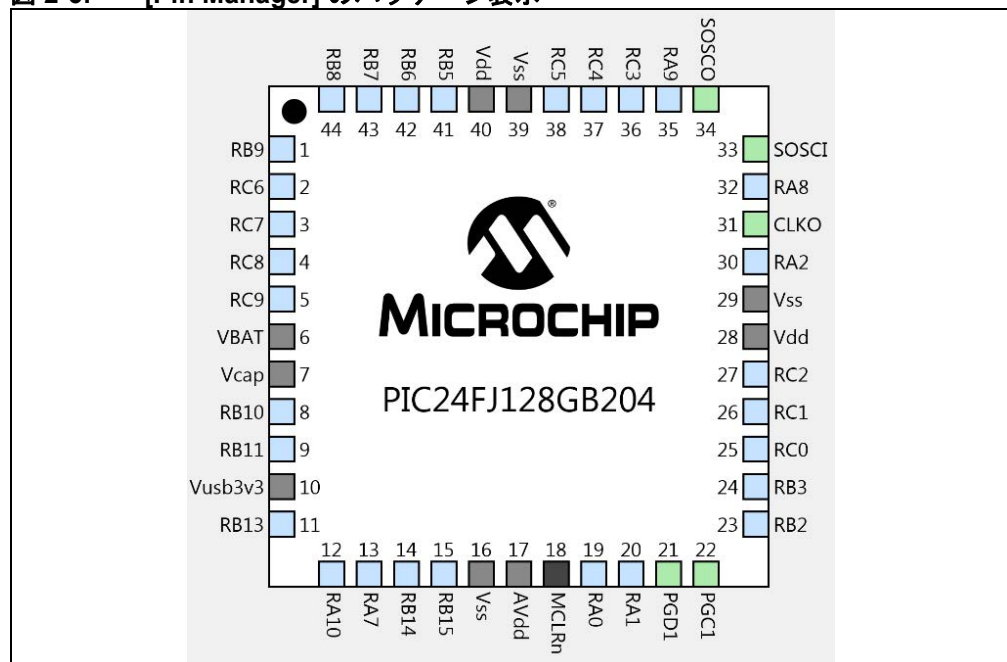 図 2-3: [Pin Manager] のパッケージ表示
RB8 RB7 RB6 RB5 Vdd Vss RC5 RC4 RC3 RA9 SOSCO
44 43 42 41 40 39 38 37 36 35 34
RB9 1
RC6 2
RC7 3
RC8 4
RC9 5
VBAT 6
Vcap 7
RB10 8
RB11 9
Vusb3v3 10
RB13 11
®
MICROCHIP
PIC24FJ128GB204
33 SOSCI
32 RA8
31 CLKO
30 RA2
29 Vss
28 Vdd
27 RC2
26 RC1
25 RC0
24 RB3
23 RB2
12 13 14 15 16 17 18 19 20 21 22
RA10 RA7 RB14 RB15 Vss AVdd MCLRn RA0 RA1 PGD1 PGC1